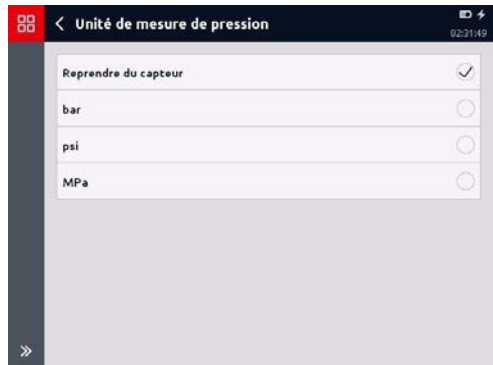 Unité de mesure de pression
02:31:49
Reprendre du capteur
bar
psi
MPa